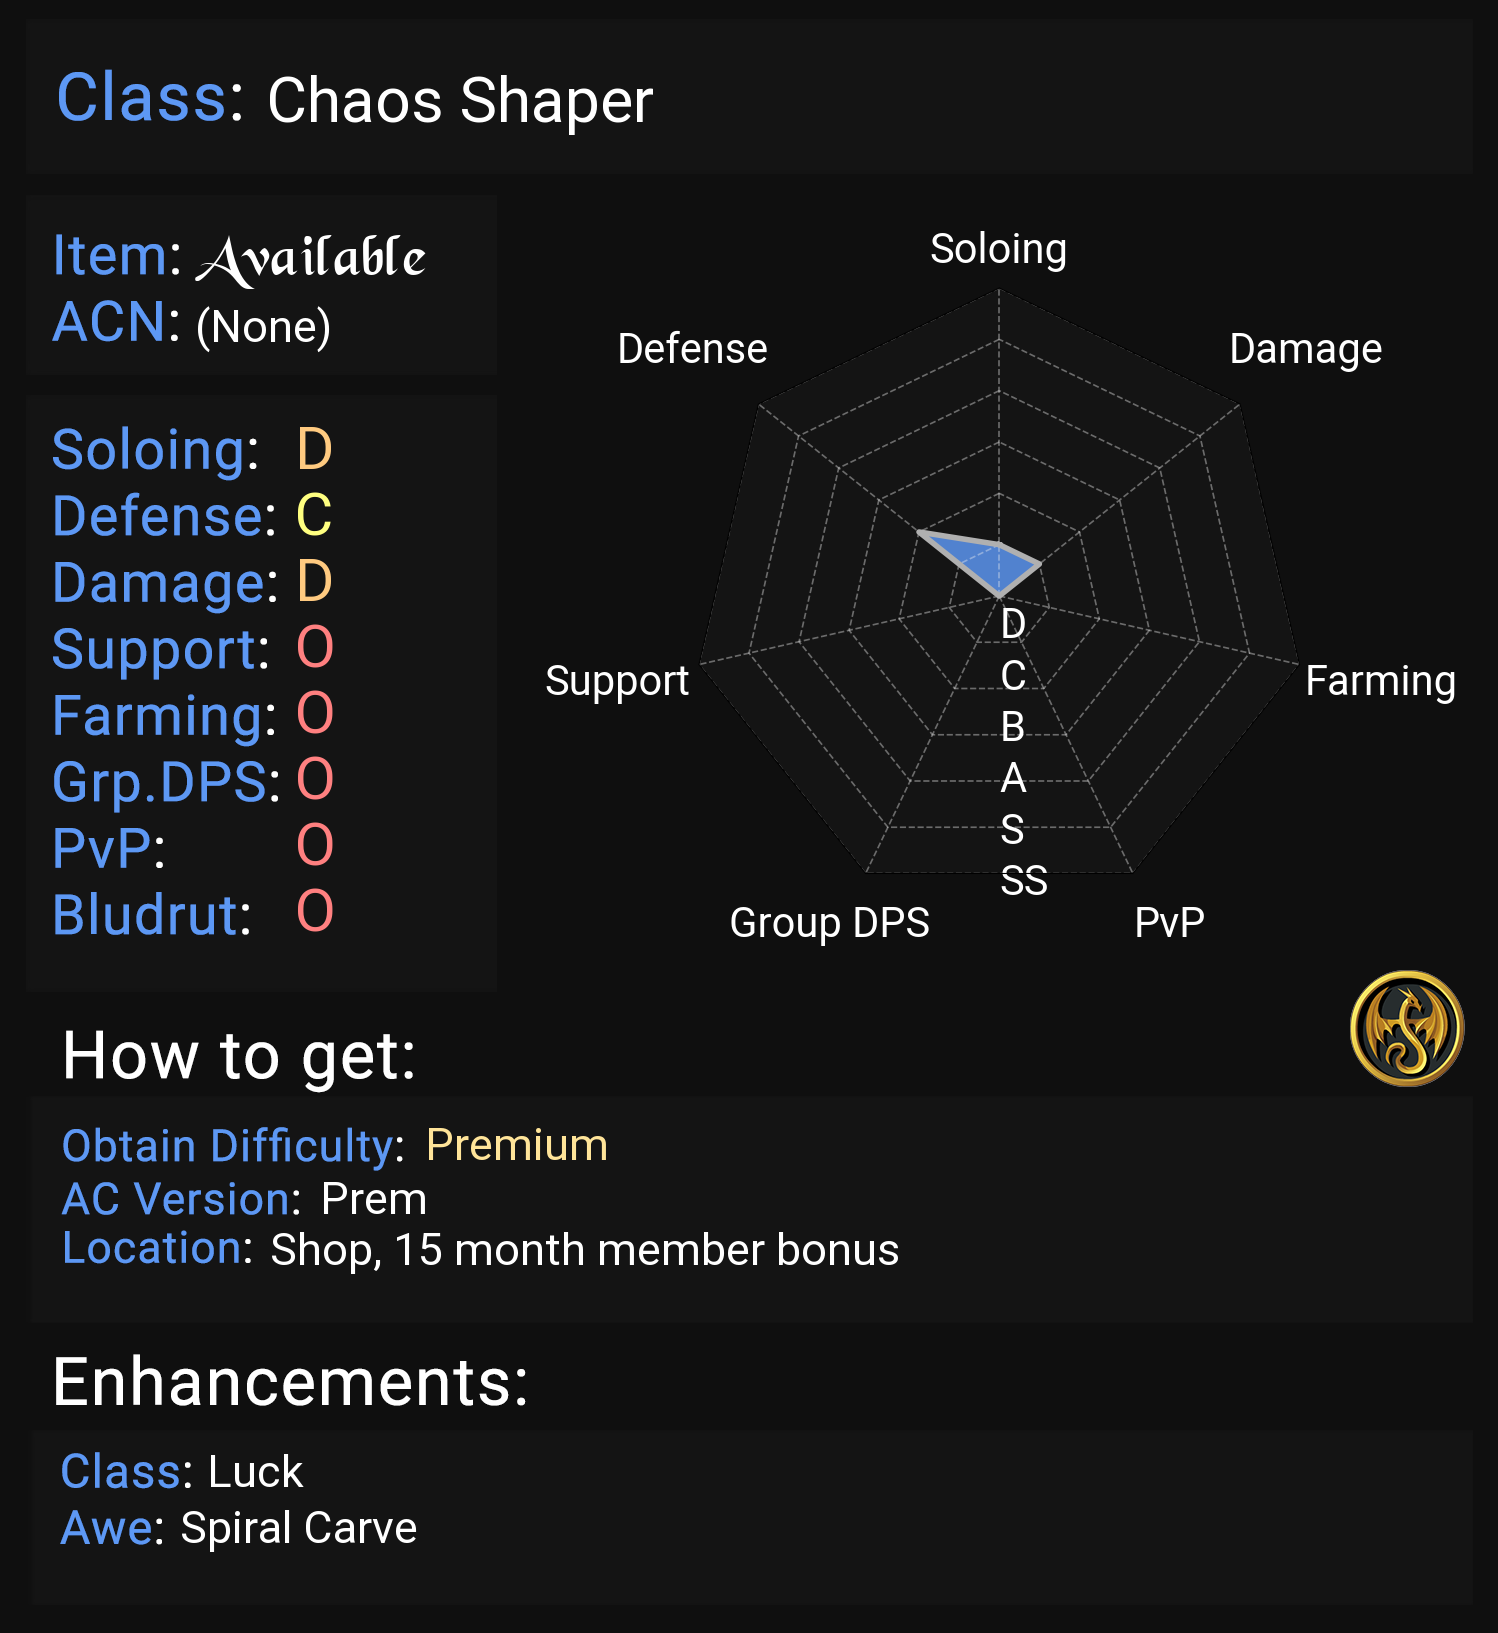 Class: Chaos Shaper
Item: Available
ACN: (None)
Soloing: D
Defense: C
Damage: D
Support: O
Farming: O
Grp.DPS: O
PvP: O
Bludrut: O
Soloing
Defense
Damage
Support
Farming
Group DPS
PvP
D
C
B
A
S
SS
How to get:
Obtain Difficulty: Premium
AC Version: Prem
Location: Shop, 15 month member bonus
Enhancements:
Class: Luck
Awe: Spiral Carve